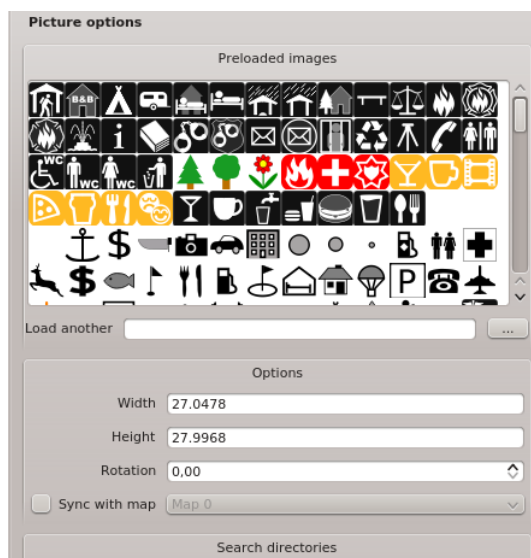 Picture options
Preloaded images
B&B
i
WC
WC WC
$
$ P
Load another ...
Options
Width 27.0478
Height 27.9968
Rotation 0,00
Sync with map Map 0
Search directories